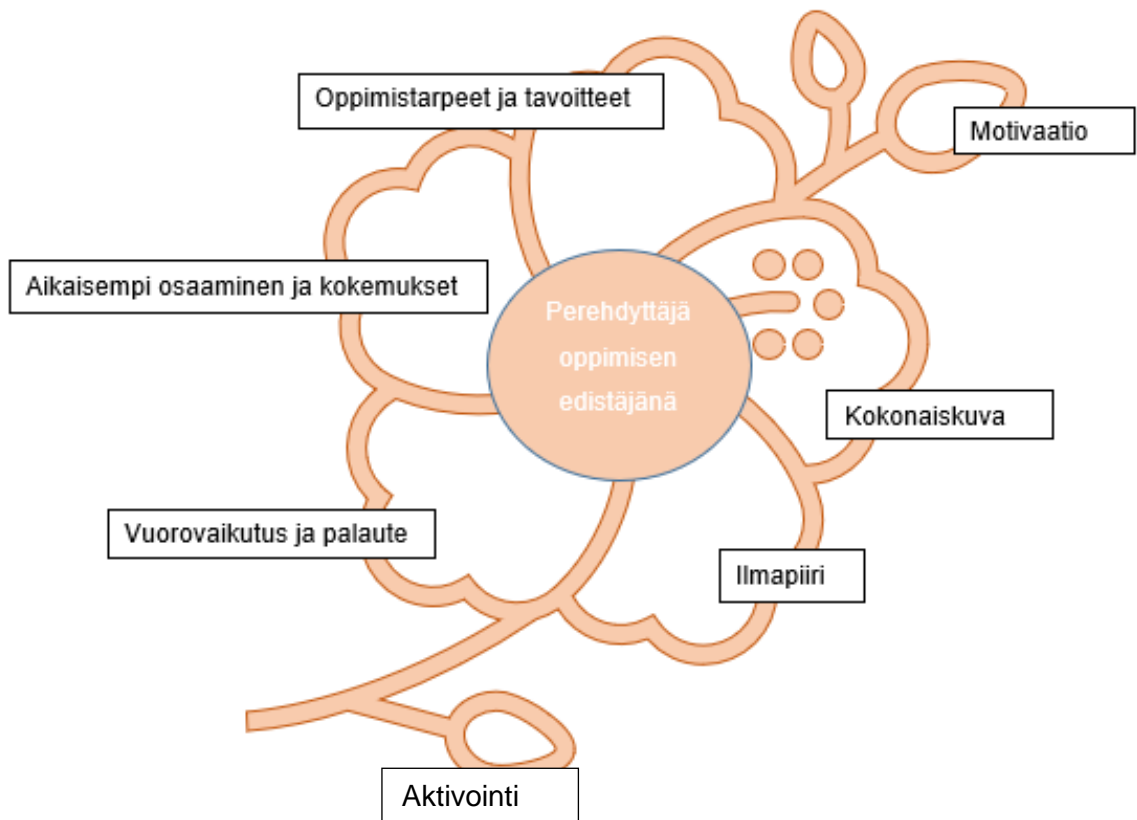 Oppimistarpeet ja tavoitteet
Motivaatio
Aikaisempi osaaminen ja kokemukset
Perehdyttäjä
oppimisen
edistäjänä
Kokonaiskuva
Vuorovaikutus ja palaute
Ilmapiiri
Aktivointi